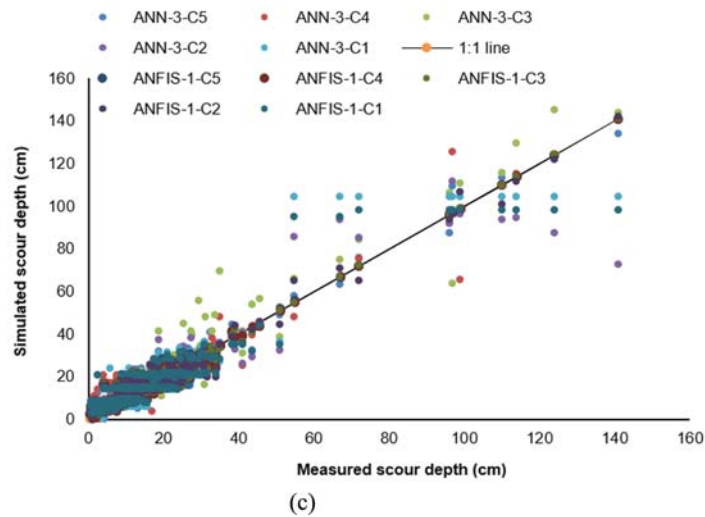 ANN-3-C5 ANN-3-C4 ANN-3-C3
ANN-3-C2 ANN-3-C1 1:1 line
ANFIS-1-C5 ANFIS-1-C4 ANFIS-1-C3
ANFIS-1-C2 ANFIS-1-C1
160
140
120
100
80
60
40
20
0
Simulated scour depth (cm)
0 20 40 60 80 100 120 140 160
Measured scour depth (cm)
(c)